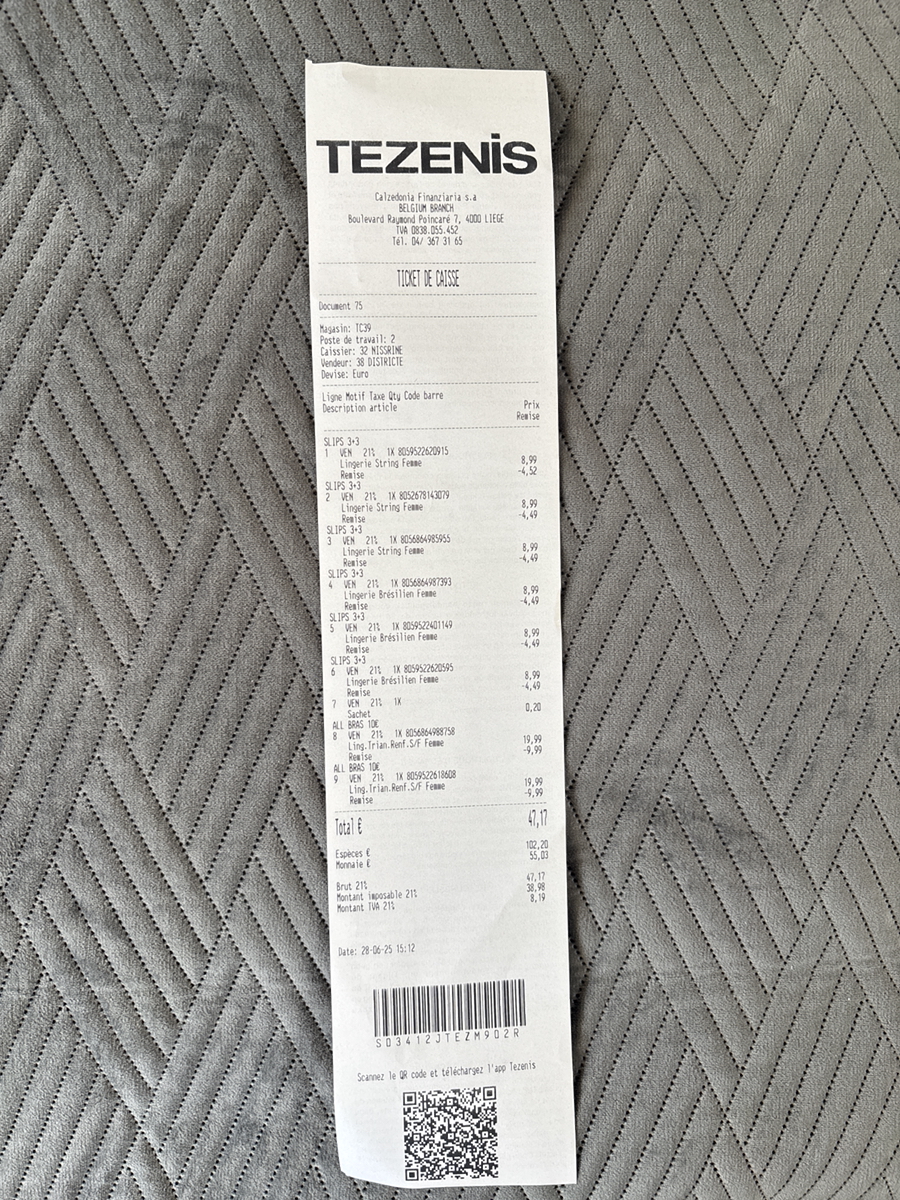 TEZENIS
Calzedonia Finanziaria s.a
BELGIUM BRANCH
Boulevard Raymond Poincaré 7, 4000 LIEGE
TVA 0838.055.452
Tél. 04/ 367 31 65
TICKET DE CAISSE
Document 75
Magasin: TC39
Poste de travail: 2
Caissier: 32 NISSRINE
Vendeur: 38 DISTRICTE
Devise: Euro
Ligne Motif Taxe Qty Code barre
Description article Prix
Remise
SLIPS 3+3
1 VEN 21% 1X 8059522620915
Lingerie String Femme 8,99
Remise -4,52
SLIPS 3+3
2 VEN 21% 1X 8052678143079
Lingerie String Femme 8,99
Remise -4,49
SLIPS 3+3
3 VEN 21% 1X 8056864985955
Lingerie String Femme 8,99
Remise -4,49
SLIPS 3+3
4 VEN 21% 1X 8056864987393
Lingerie Brésilien Femme 8,99
Remise -4,49
SLIPS 3+3
5 VEN 21% 1X 8059522401149
Lingerie Brésilien Femme 8,99
Remise -4,49
SLIPS 3+3
6 VEN 21% 1X 8059522620595
Lingerie Brésilien Femme 8,99
Remise -4,49
7 VEN 21% 1X
Sachet 0,20
ALL BRAS 10€
8 VEN 21% 1X 8056864988758
Ling.Trian.Renf.S/F Femme 19,99
Remise -9,99
ALL BRAS 10€
9 VEN 21% 1X 8059522618608
Ling.Trian.Renf.S/F Femme 19,99
Remise -9,99
Total € 47,17
Espèces € 102,20
Monnaie € 55,03
Brut 21% 47,17
Montant imposable 21% 38,98
Montant TVA 21% 8,19
Date: 28-06-25 15:12
S03412JTEZM902R
Scannez le QR code et téléchargez l'app Tezenis